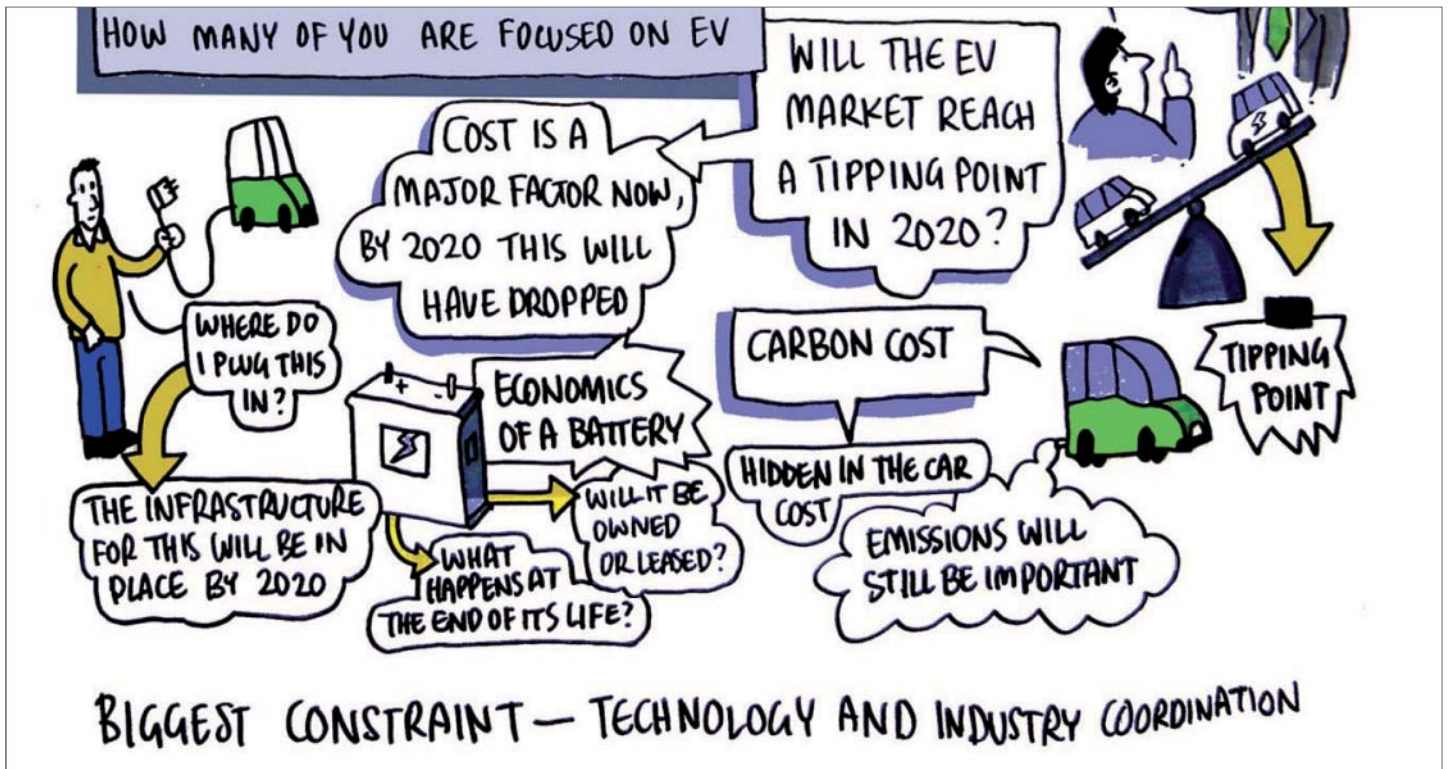 HOW MANY OF YOU ARE FOCUSED ON EV
WILL THE EV
MARKET REACH
A TIPPING POINT
IN 2020?
COST IS A
MAJOR FACTOR NOW,
BY 2020 THIS WILL
HAVE DROPPED
WHERE DO
I PLUG THIS
IN?
THE INFRASTRUCTURE
FOR THIS WILL BE IN
PLACE BY 2020
+ -
ECONOMICS
OF A BATTERY
WILL IT BE
OWNED
OR LEASED?
WHAT
HAPPENS AT
THE END OF ITS LIFE?
CARBON COST
HIDDEN IN THE CAR
COST
EMISSIONS WILL
STILL BE IMPORTANT
TIPPING
POINT
BIGGEST CONSTRAINT — TECHNOLOGY AND INDUSTRY COORDINATION